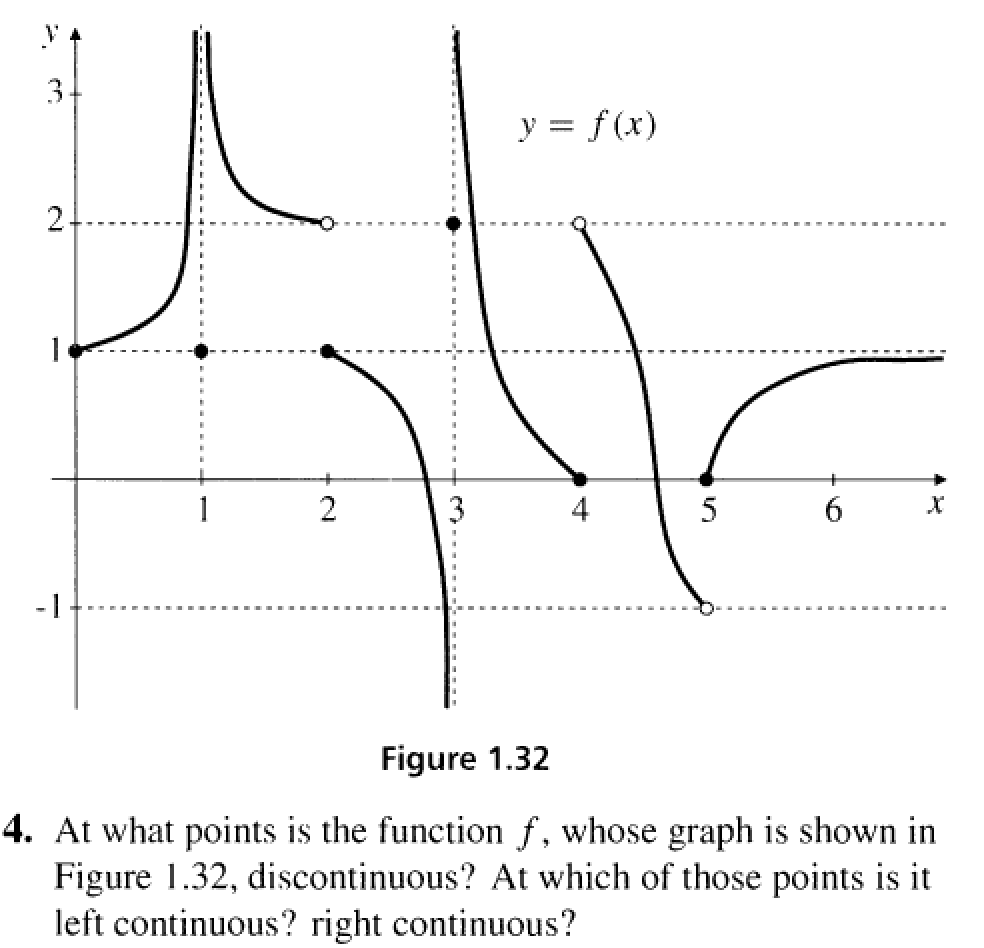 y
3
y = f(x)
2
1
1 2 3 4 5 6 x
-1
Figure 1.32
4. At what points is the function f, whose graph is shown in
Figure 1.32, discontinuous? At which of those points is it
left continuous? right continuous?